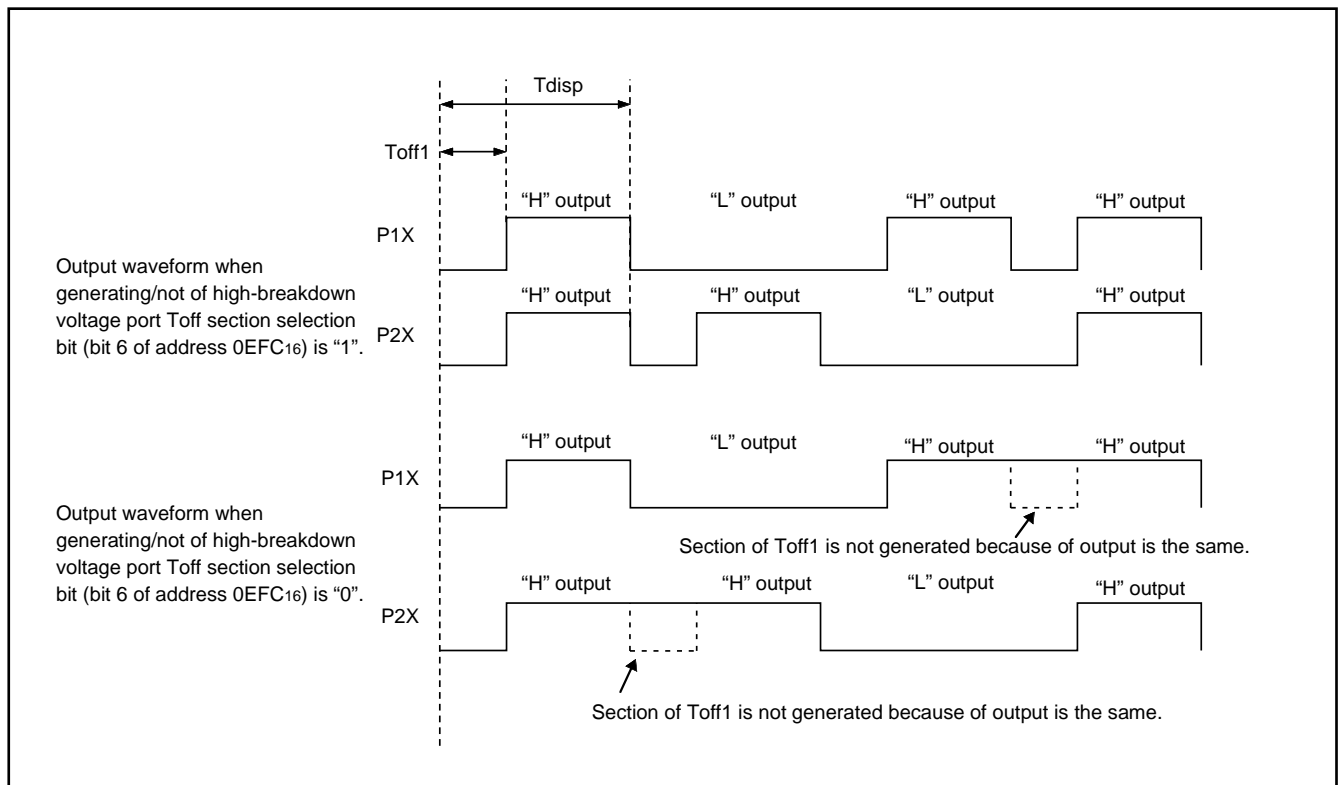 Tdisp
Toff1
“H” output “L” output “H” output “H” output
P1X
Output waveform when
generating/not of high-breakdown
voltage port Toff section selection
bit (bit 6 of address 0EFC16) is “1”.
“H” output “H” output “L” output “H” output
P2X
“H” output “L” output “H” output “H” output
P1X
Section of Toff1 is not generated because of output is the same.
Output waveform when
generating/not of high-breakdown
voltage port Toff section selection
bit (bit 6 of address 0EFC16) is “0”.
“H” output “H” output “L” output “H” output
P2X
Section of Toff1 is not generated because of output is the same.